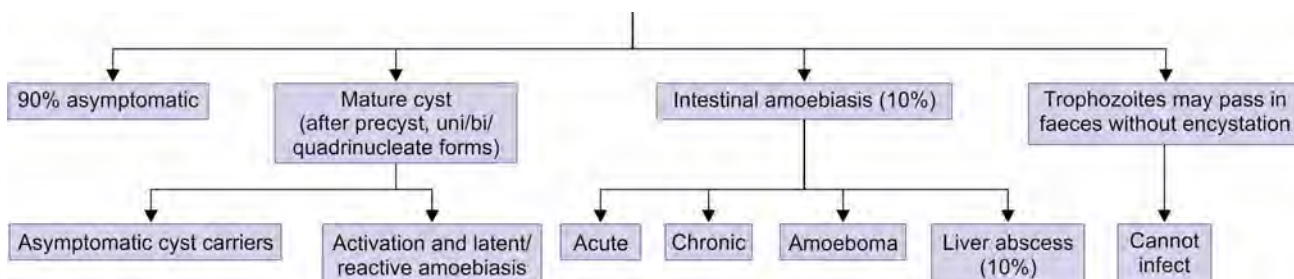 90% asymptomatic
Mature cyst
(after precyst, uni/bi/
quadrinucleate forms)
Intestinal amoebiasis (10%)
Trophozoites may pass in
faeces without encystation
Asymptomatic cyst carriers
Activation and latent/
reactive amoebiasis
Acute
Chronic
Amoeboma
Liver abscess
(10%)
Cannot
infect